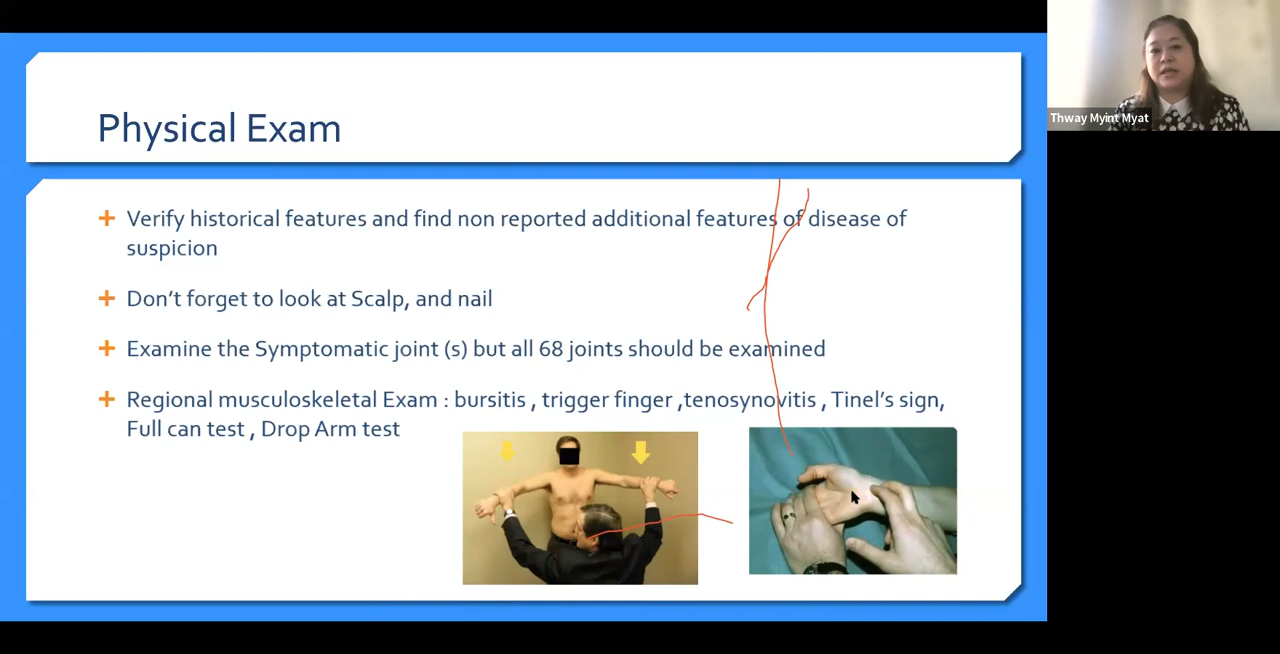 Physical Exam
Verify historical features and find non reported additional features of disease of
suspicion
Don't forget to look at Scalp, and nail
Examine the Symptomatic joint (s) but all 68 joints should be examined
Regional musculoskeletal Exam : bursitis , trigger finger ,tenosynovitis , Tinel's sign,
Full can test , Drop Arm test
Thway Myint Myat